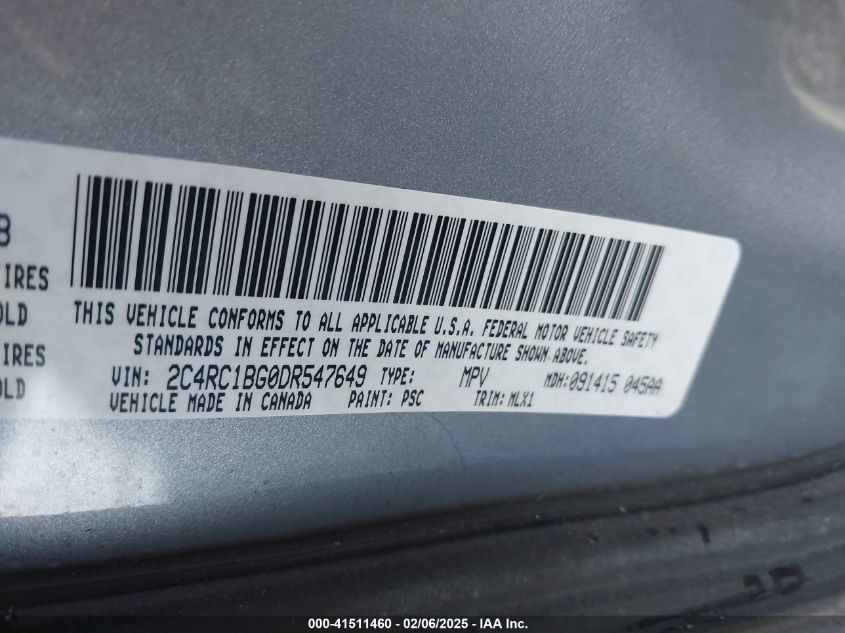 B
IRES
OLD
IRES
OLD
THIS VEHICLE CONFORMS TO ALL APPLICABLE U.S.A. FEDERAL MOTOR VEHICLE SAFETY
STANDARDS IN EFFECT ON THE DATE OF MANUFACTURE SHOWN ABOVE.
VIN: 2C4RC1BG0DR547649 TYPE: MPV MDH:091415 045AA
VEHICLE MADE IN CANADA PAINT: PSC TRIM: MLX1
000-41511460 - 02/06/2025 - IAA Inc.